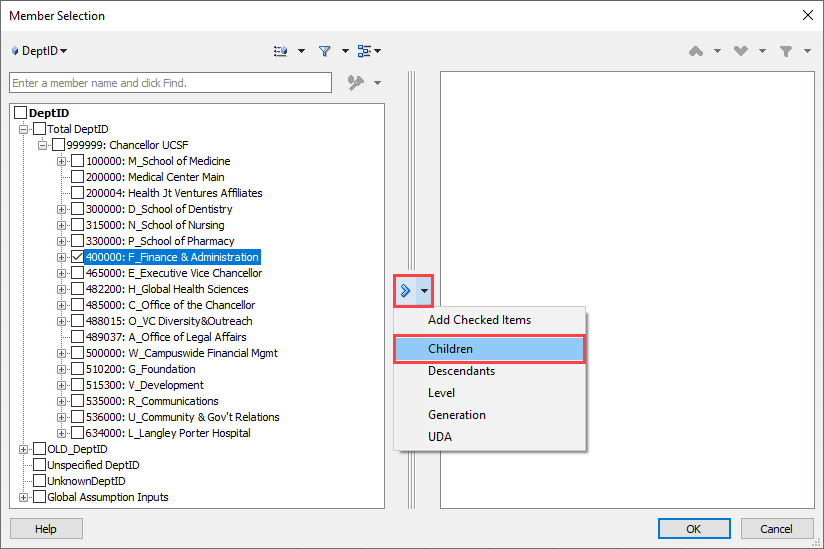 Member Selection
DeptID
Enter a member name and click Find.
DeptID
Total DeptID
999999: Chancellor UCSF
100000: M_School of Medicine
200000: Medical Center Main
200004: Health Jt Ventures Affiliates
300000: D_School of Dentistry
315000: N_School of Nursing
330000: P_School of Pharmacy
400000: F_Finance & Administration
465000: E_Executive Vice Chancellor
482200: H_Global Health Sciences
485000: C_Office of the Chancellor
488015: O_VC Diversity&Outreach
489037: A_Office of Legal Affairs
500000: W_Campuswide Financial Mgmt
510200: G_Foundation
515300: V_Development
535000: R_Communications
536000: U_Community & Gov't Relations
634000: L_Langley Porter Hospital
OLD_DeptID
Unspecified DeptID
UnknownDeptID
Global Assumption Inputs
Add Checked Items
Children
Descendants
Level
Generation
UDA
Help
OK
Cancel